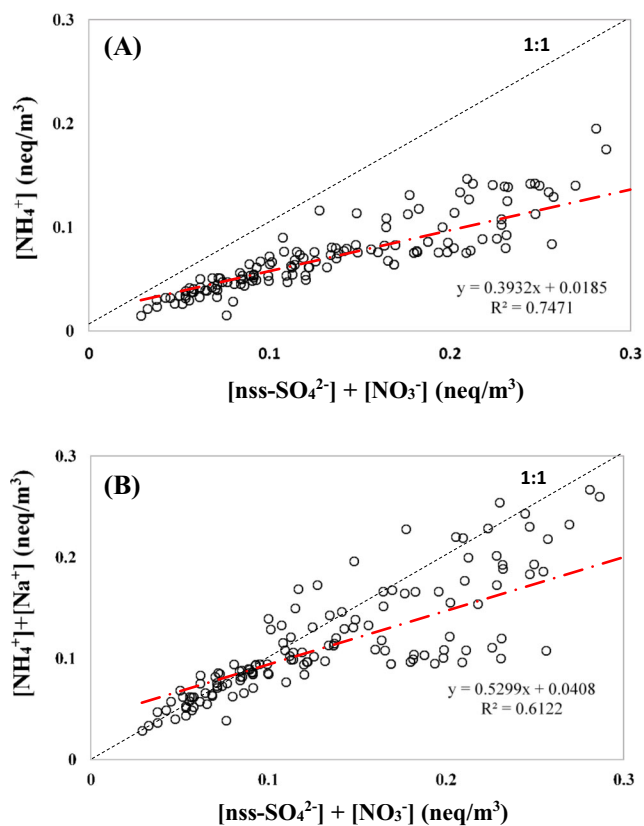 (A)
1:1
[NH₄⁺] (neq/m³)
0.3
0.2
0.1
0
y = 0.3932x + 0.0185
R² = 0.7471
0
0.1
0.2
0.3
[nss-SO₄²⁻] + [NO₃⁻] (neq/m³)
(B)
1:1
[NH₄⁺]+[Na⁺] (neq/m³)
0.3
0.2
0.1
0
y = 0.5299x + 0.0408
R² = 0.6122
0
0.1
0.2
0.3
[nss-SO₄²⁻] + [NO₃⁻] (neq/m³)